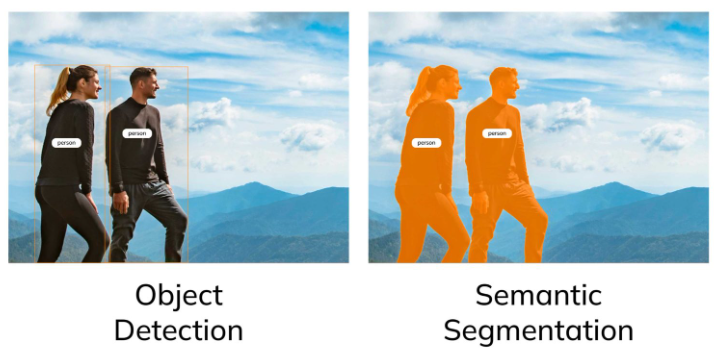 person
person
person
person
Object
Detection
Semantic
Segmentation